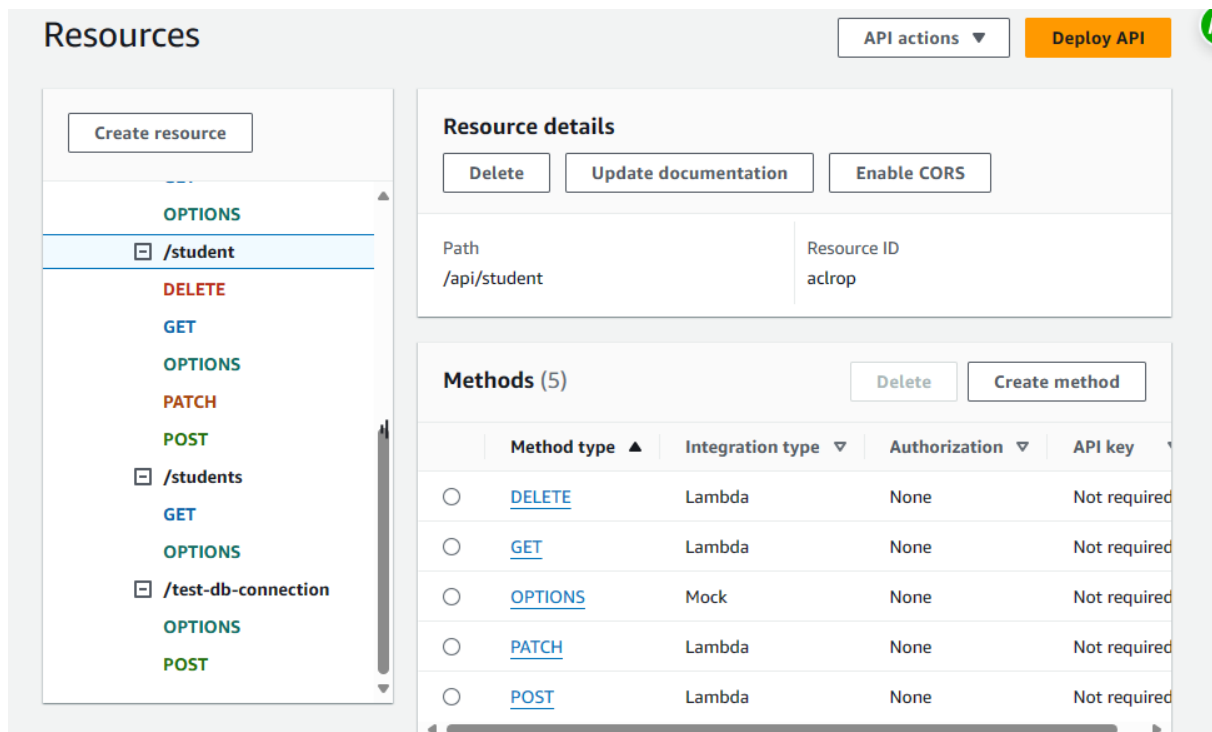 Resources
API actions
Deploy API
Create resource
OPTIONS
/student
DELETE
GET
OPTIONS
PATCH
POST
/students
GET
OPTIONS
/test-db-connection
OPTIONS
POST
Resource details
Delete
Update documentation
Enable CORS
Path
/api/student
Resource ID
aclrop
Methods (5)
Delete
Create method
Method type Integration type Authorization API key
DELETE Lambda None Not required
GET Lambda None Not required
OPTIONS Mock None Not required
PATCH Lambda None Not required
POST Lambda None Not required